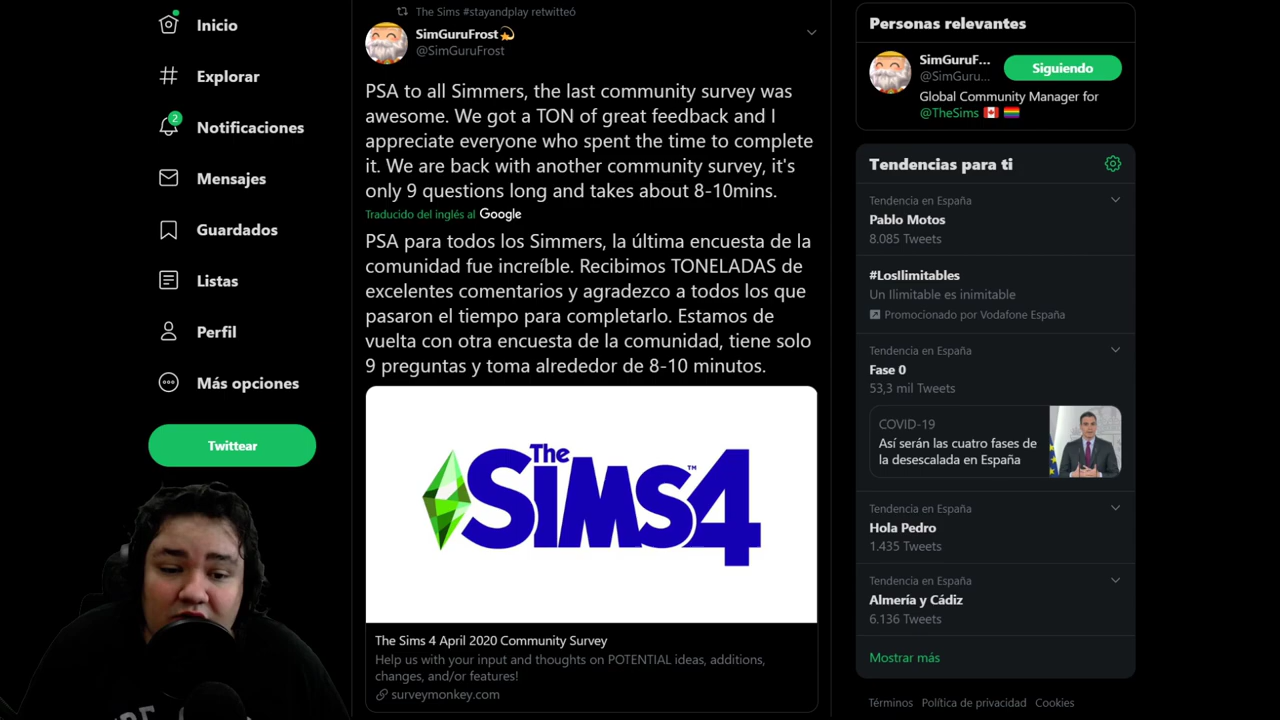 Inicio
Explorar
2
Notificaciones
Mensajes
Guardados
Listas
Perfil
Más opciones
Twittear
The Sims #stayandplay retwitteó
SimGuruFrost
@SimGuruFrost
PSA to all Simmers, the last community survey was
awesome. We got a TON of great feedback and I
appreciate everyone who spent the time to complete
it. We are back with another community survey, it's
only 9 questions long and takes about 8-10mins.
Traducido del inglés al Google
PSA para todos los Simmers, la última encuesta de la
comunidad fue increíble. Recibimos TONELADAS de
excelentes comentarios y agradezco a todos los que
pasaron el tiempo para completarlo. Estamos de
vuelta con otra encuesta de la comunidad, tiene solo
9 preguntas y toma alrededor de 8-10 minutos.
The
SiMS4
™
The Sims 4 April 2020 Community Survey
Help us with your input and thoughts on POTENTIAL ideas, additions,
changes, and/or features!
surveymonkey.com
Personas relevantes
SimGuruF...
@SimGuru...
Siguiendo
Global Community Manager for
@TheSims
Tendencias para ti
Tendencia en España
Pablo Motos
8.085 Tweets
#LosIlimitables
Un Ilimitable es inimitable
Promocionado por Vodafone España
Tendencia en España
Fase 0
53,3 mil Tweets
COVID-19
Así serán las cuatro fases de
la desescalada en España
Tendencia en España
Hola Pedro
1.435 Tweets
Tendencia en España
Almería y Cádiz
6.136 Tweets
Mostrar más
Términos Política de privacidad Cookies